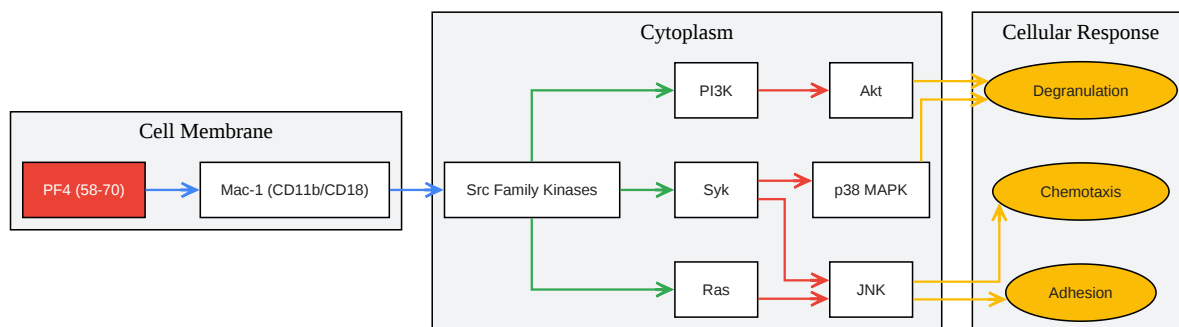 Cytoplasm
Cellular Response
PI3K
Akt
Degranulation
Cell Membrane
PF4 (58-70)
Mac-1 (CD11b/CD18)
Src Family Kinases
Syk
p38 MAPK
Chemotaxis
Ras
JNK
Adhesion